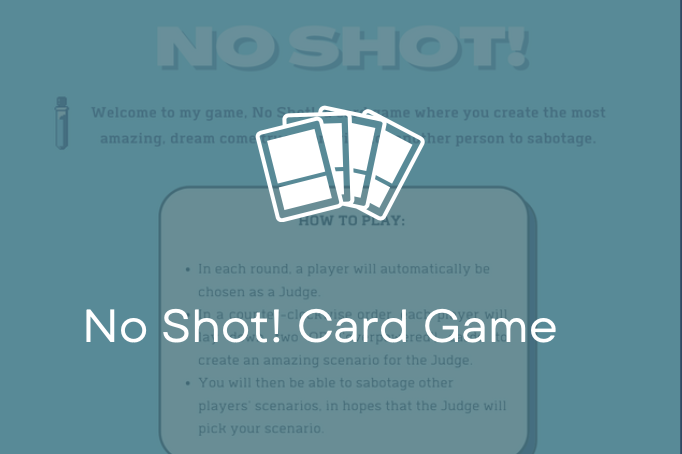 NO SHOT!
Welcome to my game, No Shot! game where you create the most
amazing, dream come person to sabotage.
HOW TO PLAY:
• In each round, a player will automatically be
chosen as a Judge.
No Shot! Card Game
create an amazing scenario for the Judge.
• You will then be able to sabotage other
players' scenarios, in hopes that the Judge will
pick your scenario.